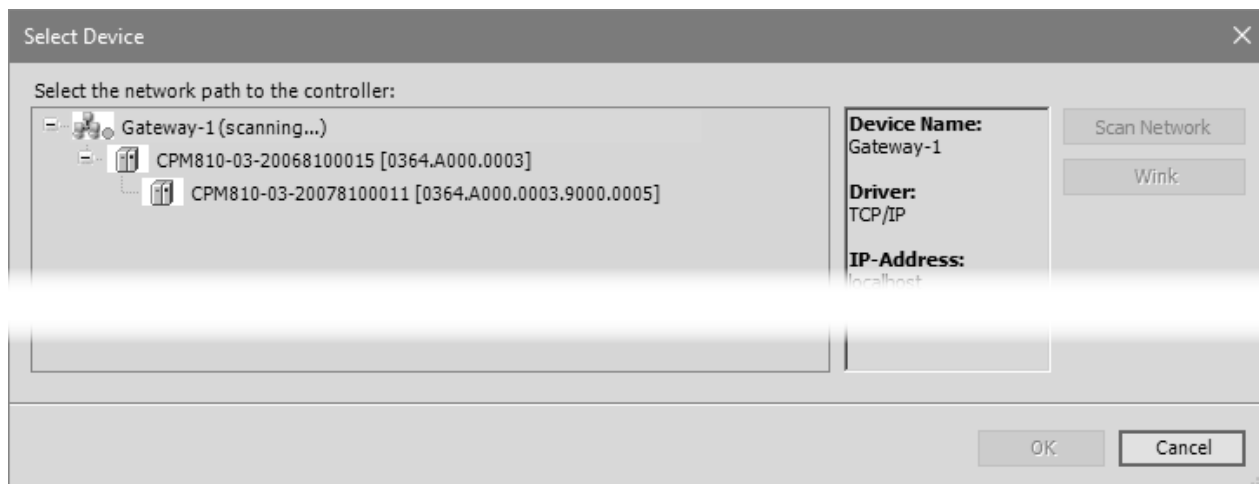 Select Device
Select the network path to the controller:
Gateway-1 (scanning...)
CPM810-03-20068100015 [0364.A000.0003]
CPM810-03-20078100011 [0364.A000.0003.9000.0005]
Device Name:
Gateway-1
Driver:
TCP/IP
IP-Address:
localhost
Scan Network
Wink
OK
Cancel